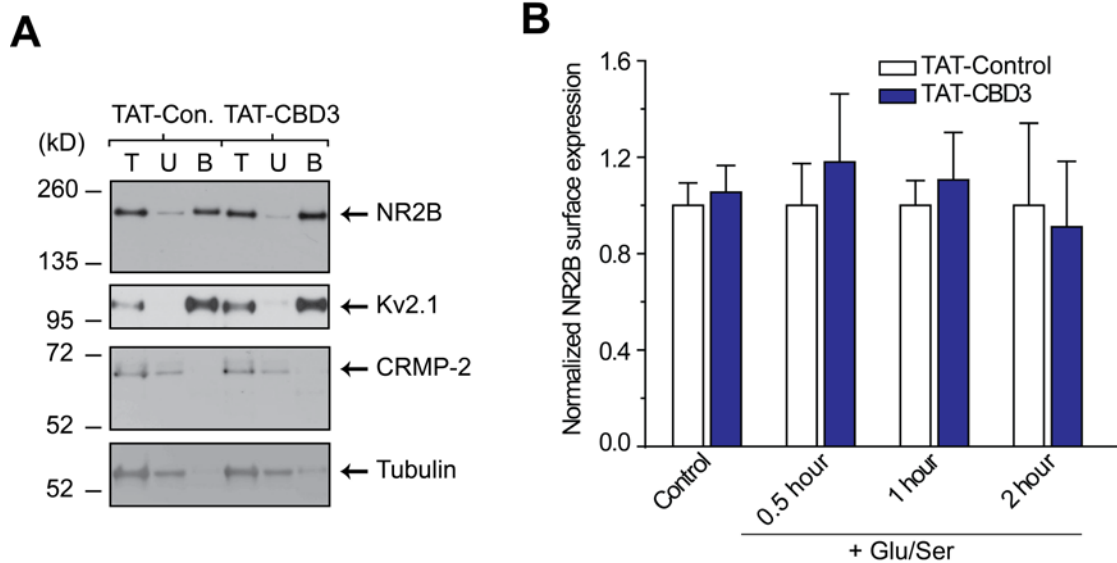 A
TAT-Con. TAT-CBD3
(kD)
T U B T U B
260
NR2B
135
Kv2.1
95
72
CRMP-2
52
Tubulin
52
B
TAT-Control
TAT-CBD3
Normalized NR2B surface expression
1.6
1.2
0.8
0.4
0.0
Control
0.5 hour
1 hour
2 hour
+ Glu/Ser